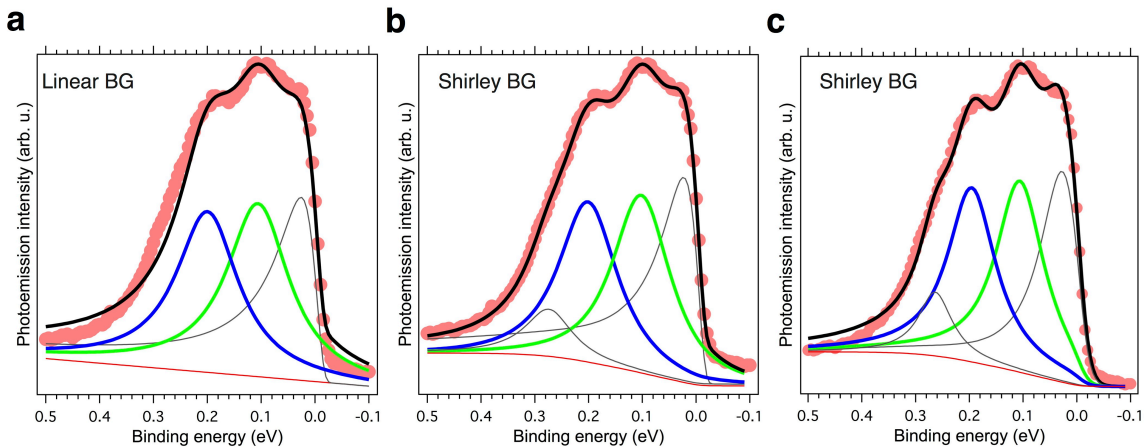 a
b
c
Linear BG
Shirley BG
Shirley BG
Photoemission intensity (arb. u.)
Photoemission intensity (arb. u.)
Photoemission intensity (arb. u.)
0.5 0.4 0.3 0.2 0.1 0.0 -0.1
0.5 0.4 0.3 0.2 0.1 0.0 -0.1
0.5 0.4 0.3 0.2 0.1 0.0 -0.1
Binding energy (eV)
Binding energy (eV)
Binding energy (eV)